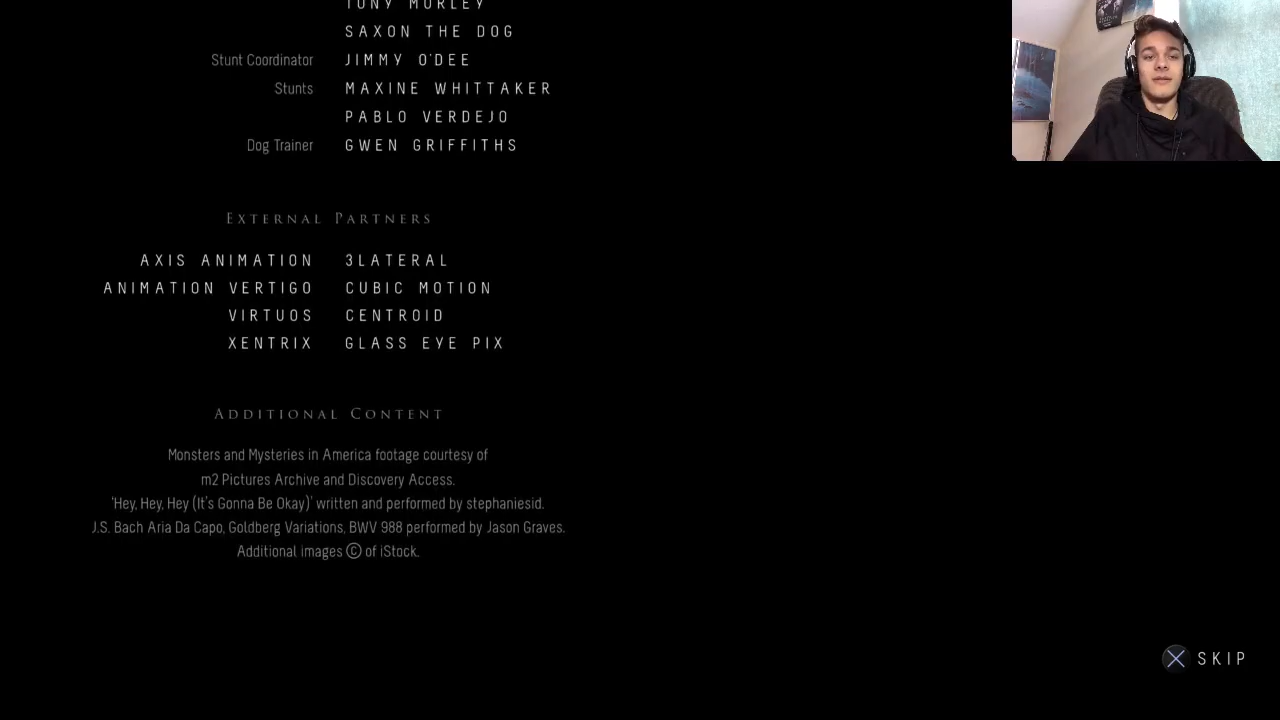 TONY MORLEY
SAXON THE DOG
Stunt Coordinator JIMMY O'DEE
Stunts MAXINE WHITTAKER
PABLO VERDEJO
Dog Trainer GWEN GRIFFITHS
EXTERNAL PARTNERS
AXIS ANIMATION 3LATERAL
ANIMATION VERTIGO CUBIC MOTION
VIRTUOS CENTROID
XENTRIX GLASS EYE PIX
ADDITIONAL CONTENT
Monsters and Mysteries in America footage courtesy of
m2 Pictures Archive and Discovery Access.
'Hey, Hey, Hey (It's Gonna Be Okay)' written and performed by stephaniesid.
J.S. Bach Aria Da Capo, Goldberg Variations, BWV 988 performed by Jason Graves.
Additional images © of iStock.
SKIP